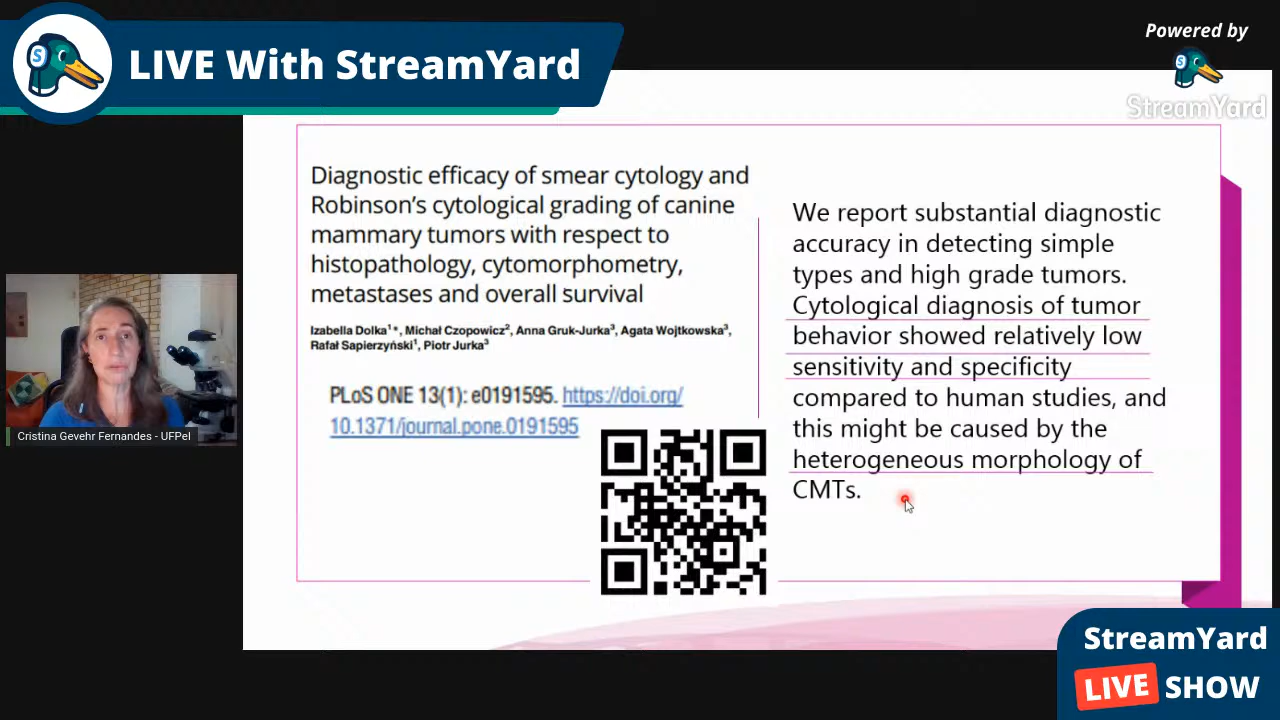 LIVE With StreamYard
Powered by
StreamYard
Diagnostic efficacy of smear cytology and
Robinson’s cytological grading of canine
mammary tumors with respect to
histopathology, cytomorphometry,
metastases and overall survival
Izabella Dolka1*, Michał Czopowicz2, Anna Gruk-Jurka3, Agata Wojtkowska3,
Rafał Sapierzyński1, Piotr Jurka3
PLoS ONE 13(1): e0191595. https://doi.org/
10.1371/journal.pone.0191595
We report substantial diagnostic
accuracy in detecting simple
types and high grade tumors.
Cytological diagnosis of tumor
behavior showed relatively low
sensitivity and specificity
compared to human studies, and
this might be caused by the
heterogeneous morphology of
CMTs.
Cristina Gevehr Fernandes - UFPel
StreamYard
LIVE SHOW